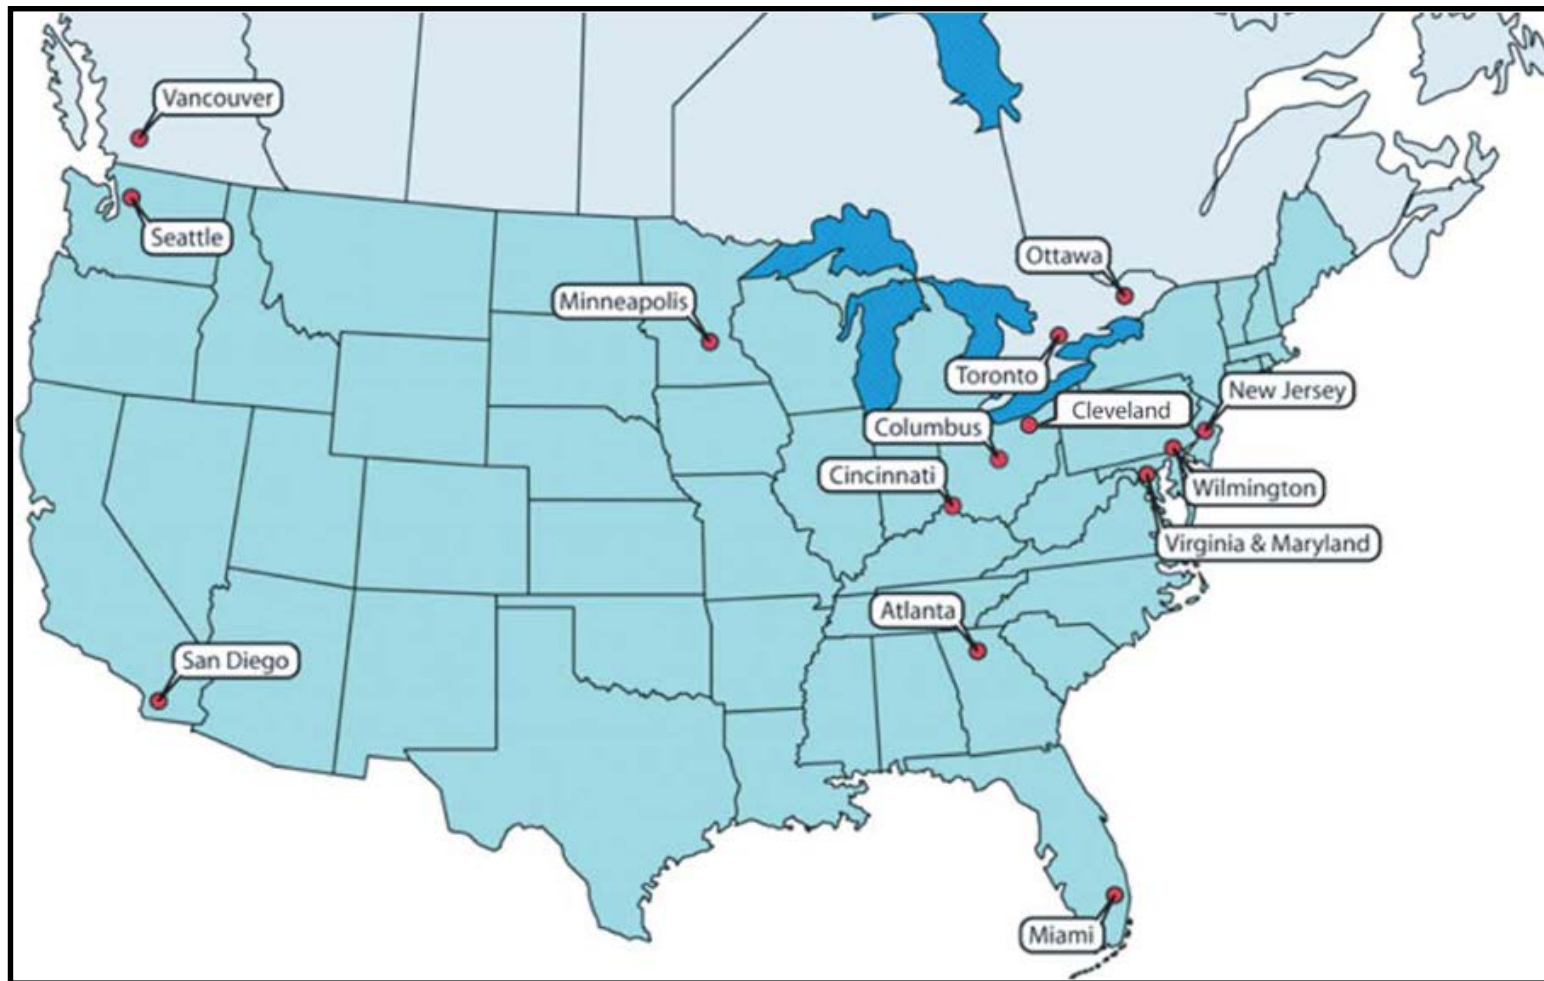 Vancouver
Seattle
Ottawa
Minneapolis
Toronto
New Jersey
Cleveland
Columbus
Cincinnati
Wilmington
Virginia & Maryland
Atlanta
San Diego
Miami